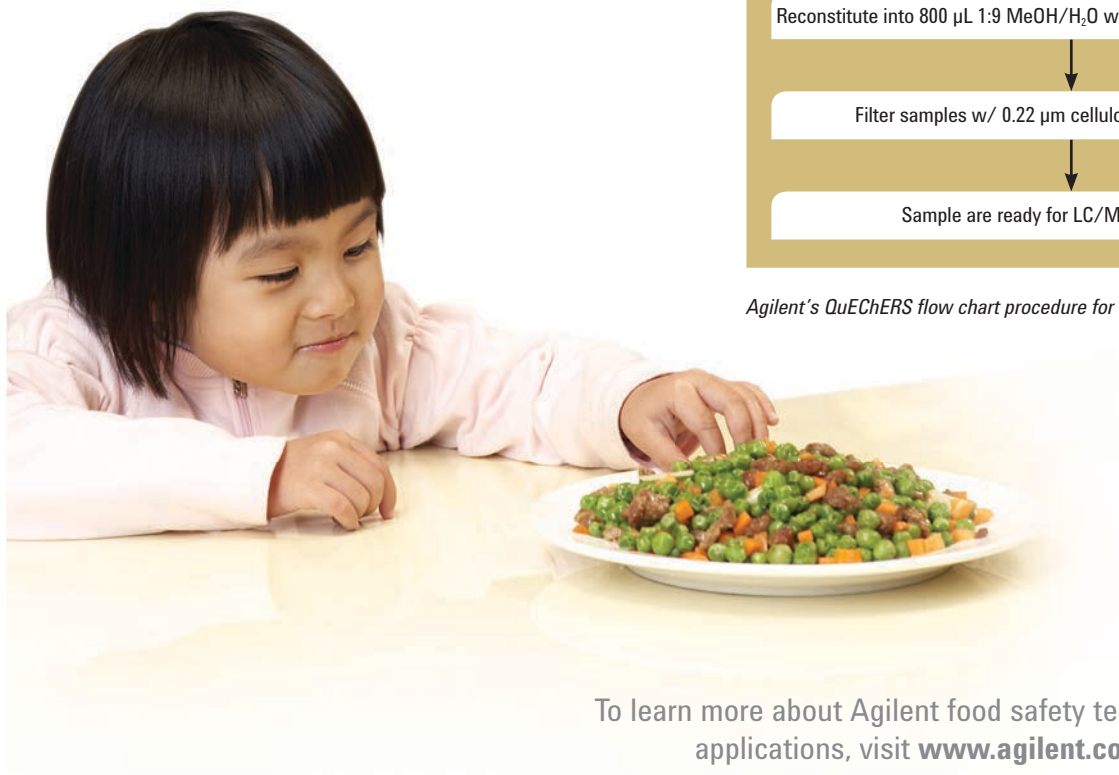 Reconstitute into 800 µL 1:9 MeOH/H₂O w
Filter samples w/ 0.22 µm cellulo
Sample are ready for LC/M
Agilent's QuEChERS flow chart procedure for
To learn more about Agilent food safety te
applications, visit www.agilent.co